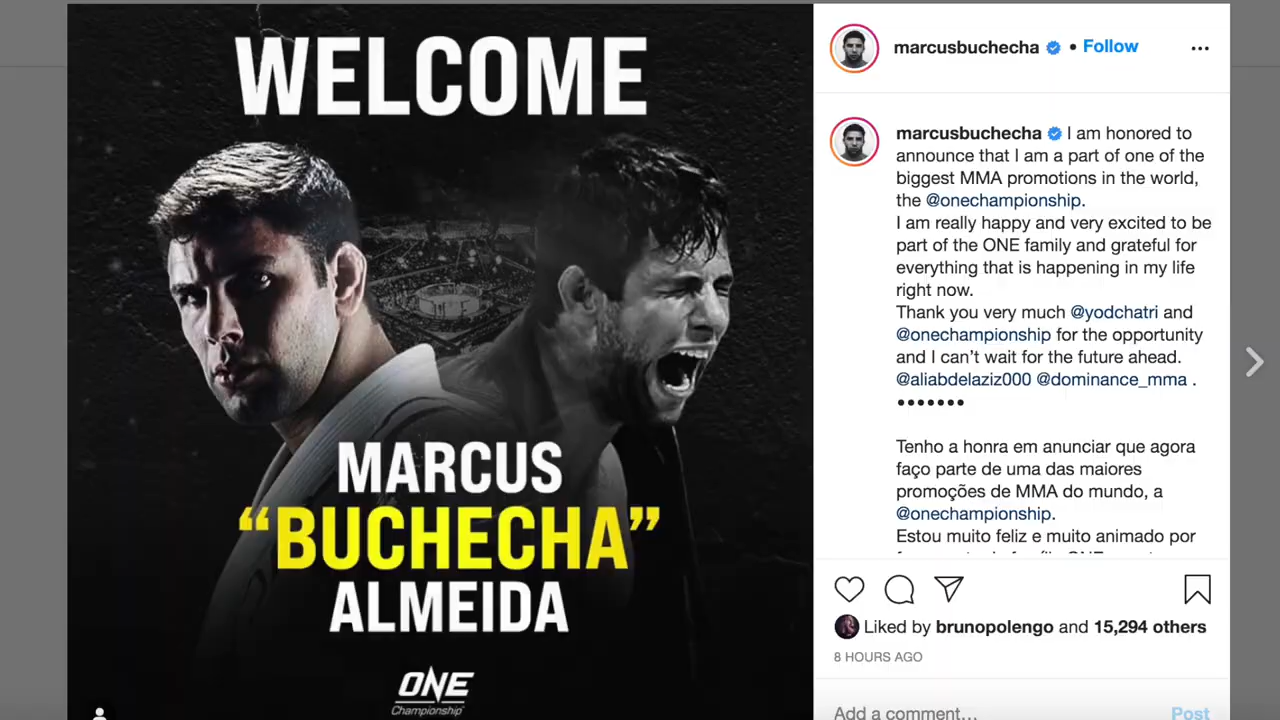 WELCOME
MARCUS
“BUCHECHA”
ALMEIDA
ONE
Championship
marcusbuchecha • Follow
marcusbuchecha I am honored to
announce that I am a part of one of the
biggest MMA promotions in the world,
the @onechampionship.
I am really happy and very excited to be
part of the ONE family and grateful for
everything that is happening in my life
right now.
Thank you very much @yodchatri and
@onechampionship for the opportunity
and I can’t wait for the future ahead.
@aliabdelaziz000 @dominance_mma .
•••••••
Tenho a honra em anunciar que agora
faço parte de uma das maiores
promoções de MMA do mundo, a
@onechampionship.
Estou muito feliz e muito animado por
Liked by brunopolengo and 15,294 others
8 HOURS AGO
Add a comment... Post